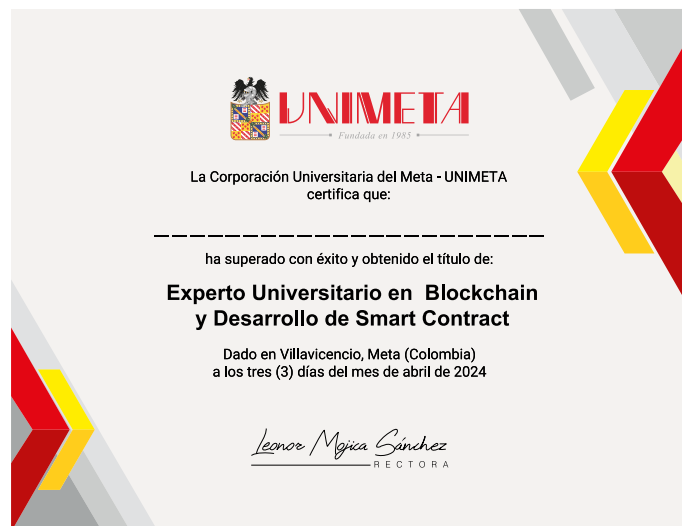 UNIMETA
Fundada en 1985
La Corporación Universitaria del Meta - UNIMETA
certifica que:
ha superado con éxito y obtenido el título de:
Experto Universitario en Blockchain
y Desarrollo de Smart Contract
Dado en Villavicencio, Meta (Colombia)
a los tres (3) días del mes de abril de 2024
Leonor Mojica Sánchez
RECTORA